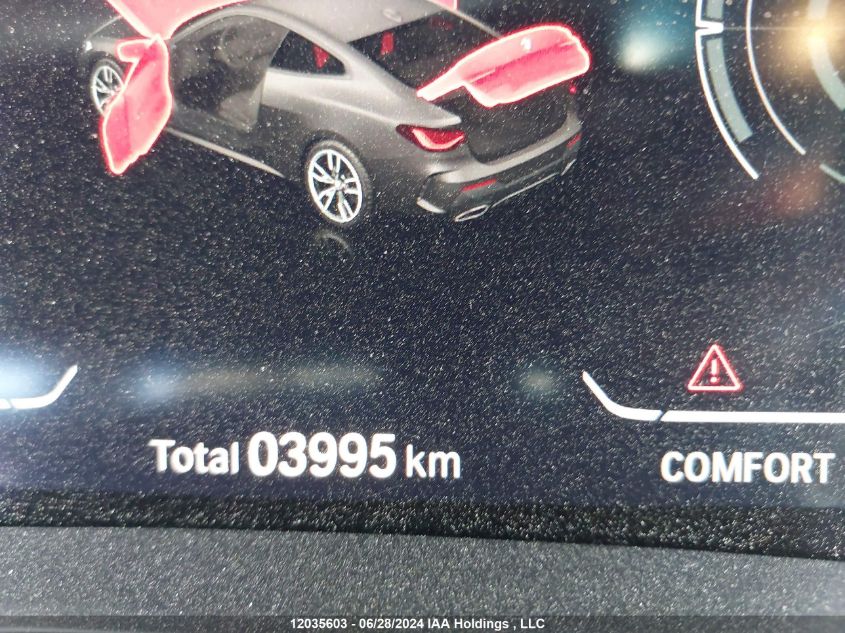 Total 03995 km
COMFORT
12035603 - 06/28/2024 IAA Holdings , LLC